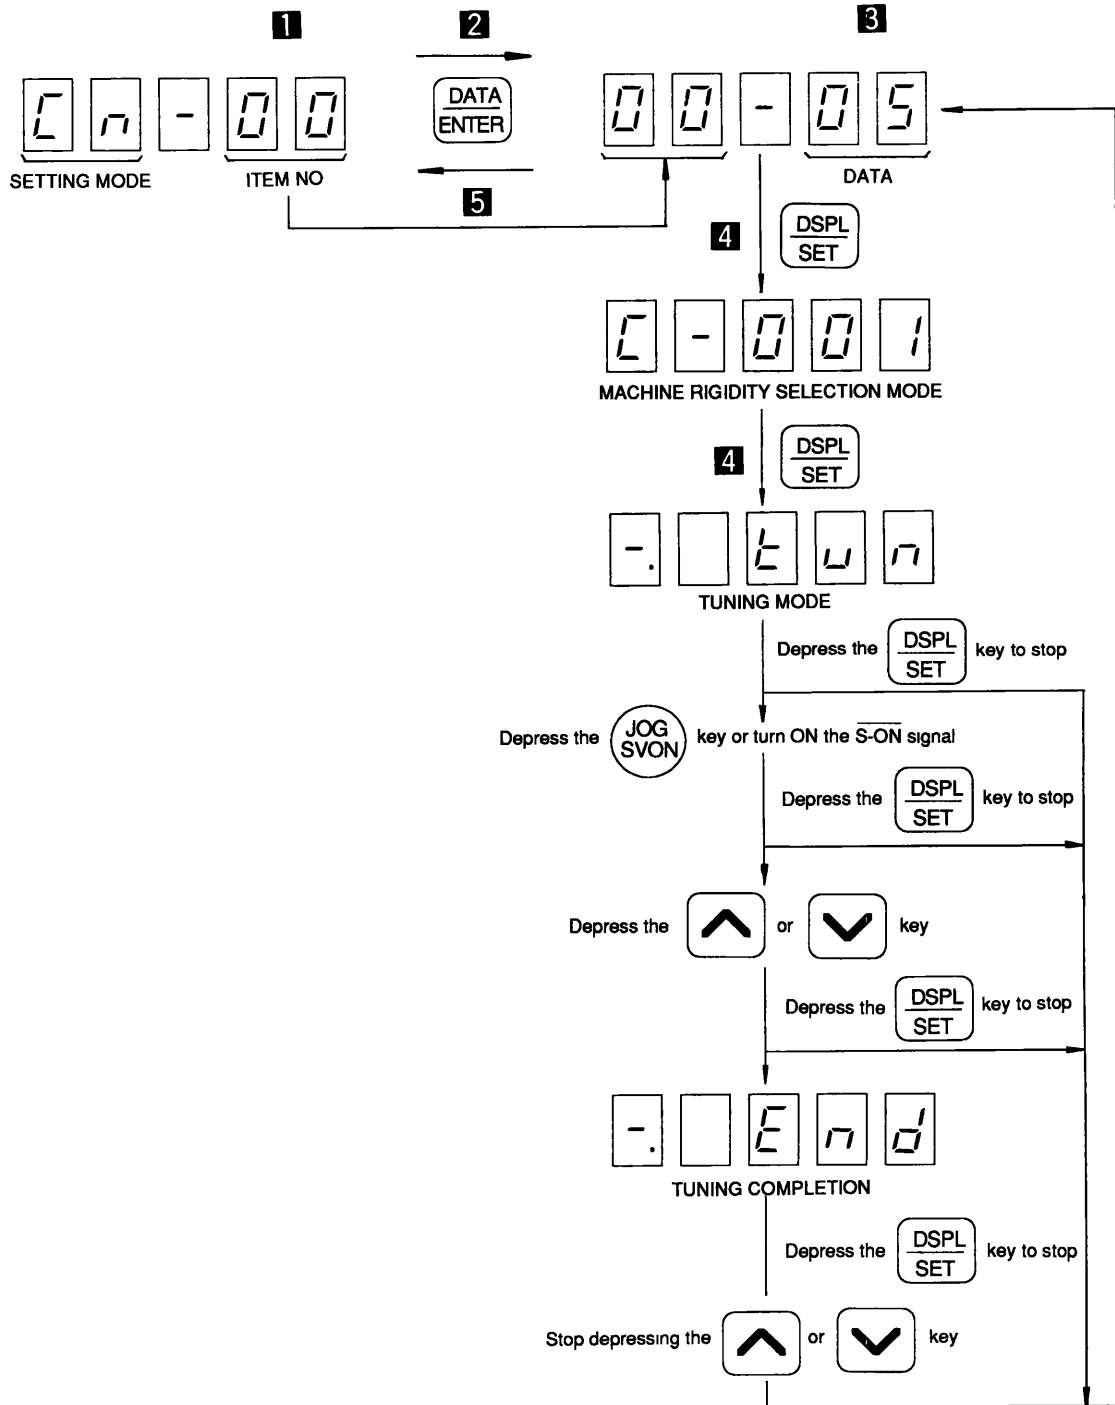 1 2 3
Cn-00
DATA
ENTER
00-05
SETTING MODE
ITEM NO
DATA
5
4
DSPL
SET
C-001
MACHINE RIGIDITY SELECTION MODE
4
DSPL
SET
-. tun
TUNING MODE
Depress the DSPL SET key to stop
Depress the JOG SVON key or turn ON the S-ON signal
Depress the DSPL SET key to stop
Depress the or key
Depress the DSPL SET key to stop
-. End
TUNING COMPLETION
Depress the DSPL SET key to stop
Stop depressing the or key